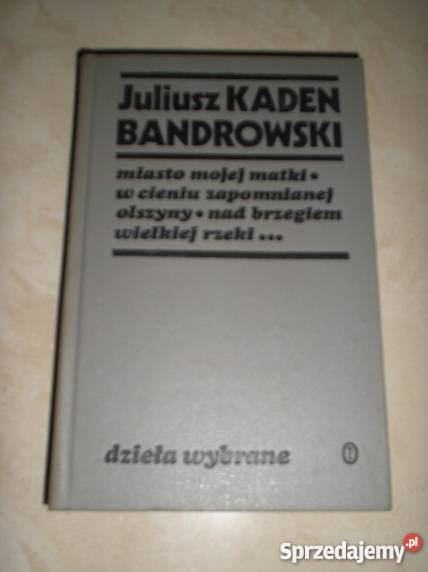 Juliusz KADEN
BANDROWSKI
miasto mojej matki •
w cieniu zapomnianej
olszyny • nad brzegiem
wielkiej rzeki ...
dzieła wybrane
Sprzedajemy.pl